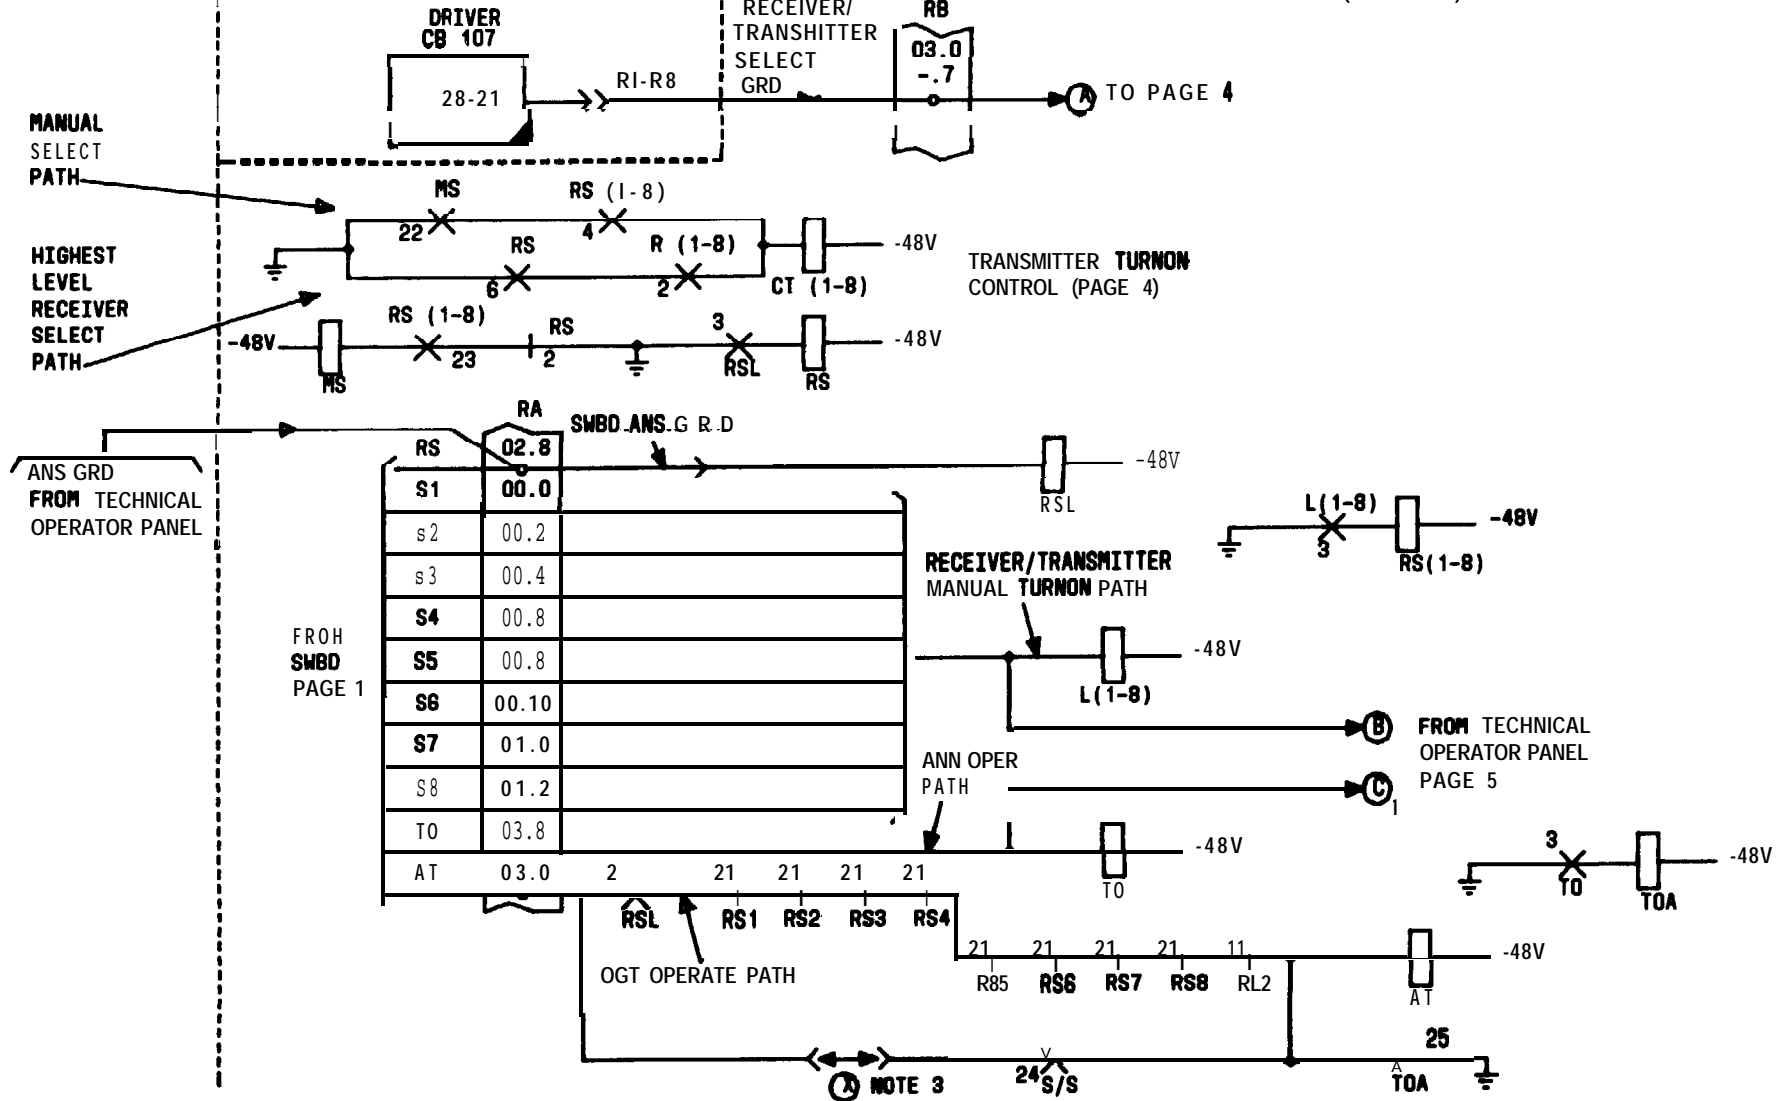 RECEIVER/
TRANSHITTER
SELECT
GRD
DRIVER
CB 107
28-21
RI-R8
RB
03.0
-.7
A TO PAGE 4
MANUAL
SELECT
PATH
MS
22
RS (I-8)
4
RS
6
R (1-8)
2
CT (1-8)
-48V
TRANSMITTER TURNON
CONTROL (PAGE 4)
HIGHEST
LEVEL
RECEIVER
SELECT
PATH
-48V
MS
RS (1-8)
23
RS
2
3
RSL
RS
-48V
ANS GRD
FROM TECHNICAL
OPERATOR PANEL
RA
SWBD ANS GRD
RSL
-48V
L(1-8)
3
RS(1-8)
-48V
FROH
SWBD
PAGE 1
RS 02.8
S1 00.0
s2 00.2
s3 00.4
S4 00.8
S5 00.8
S6 00.10
S7 01.0
S8 01.2
TO 03.8
AT 03.0
RECEIVER/TRANSMITTER
MANUAL TURNON PATH
L(1-8)
-48V
B
C
1
FROM TECHNICAL
OPERATOR PANEL
PAGE 5
ANN OPER
PATH
TO
-48V
3
TO
TOA
-48V
2 21 21 21 21
RSL RS1 RS2 RS3 RS4
OGT OPERATE PATH
21 21 21 21 11
R85 RS6 RS7 RS8 RL2
AT
-48V
X NOTE 3
24 S/S
25
TOA